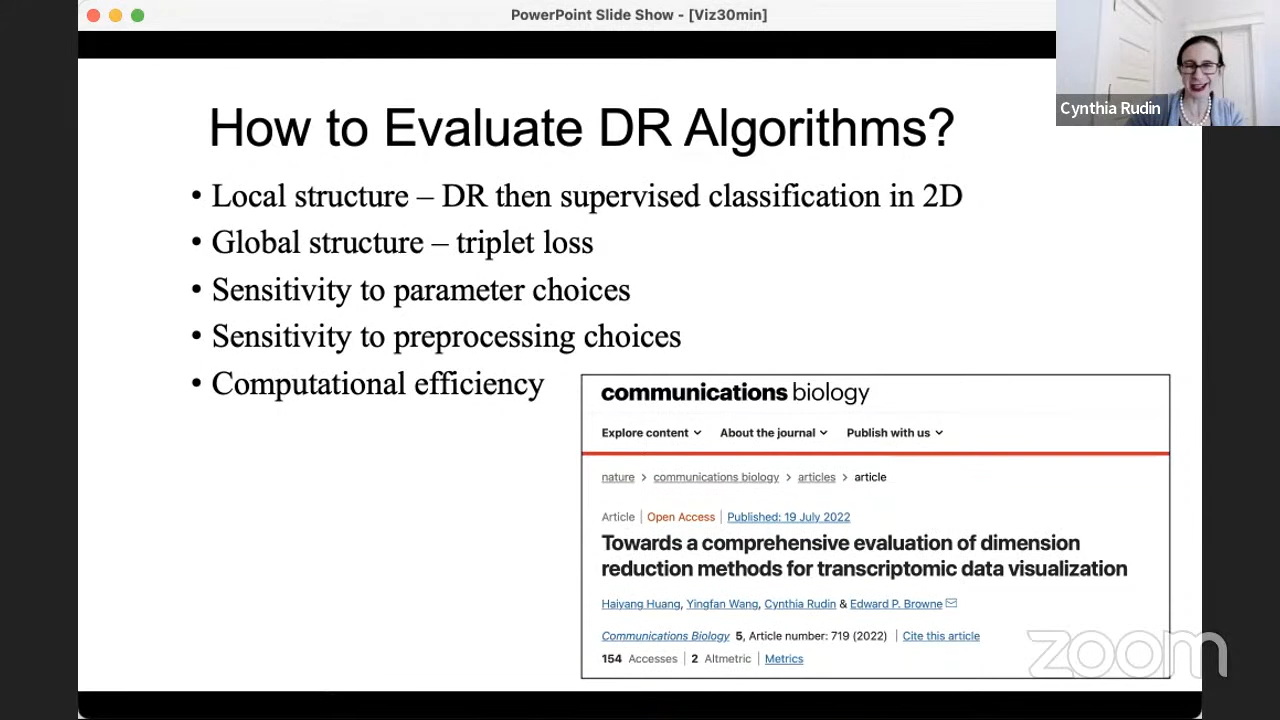 PowerPoint Slide Show - [Viz30min]
Cynthia Rudin
How to Evaluate DR Algorithms?
• Local structure – DR then supervised classification in 2D
• Global structure – triplet loss
• Sensitivity to parameter choices
• Sensitivity to preprocessing choices
• Computational efficiency
communications biology
Explore content About the journal Publish with us
nature > communications biology > articles > article
Article | Open Access | Published: 19 July 2022
Towards a comprehensive evaluation of dimension
reduction methods for transcriptomic data visualization
Haiyang Huang, Yingfan Wang, Cynthia Rudin & Edward P. Browne
Communications Biology 5, Article number: 719 (2022) | Cite this article
154 Accesses | 2 Altmetric | Metrics
zoom